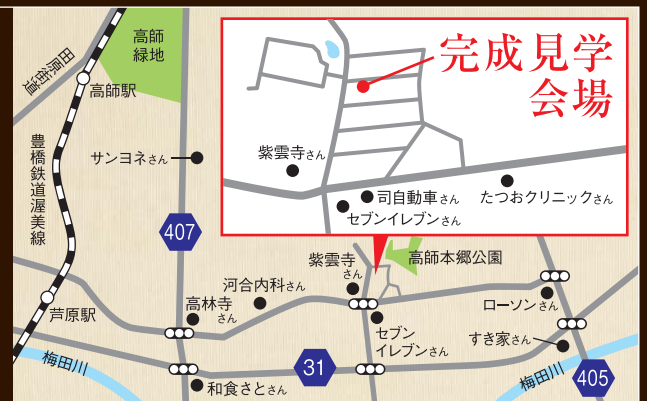 完成見学
会場
紫雲寺さん
司自動車さん
セブンイレブンさん
たつおクリニックさん
高師
緑地
田原街道
高師駅
豊橋鉄道渥美線
サンヨネさん
407
紫雲寺
さん
高師本郷公園
河合内科さん
高林寺
さん
芦原駅
ローソンさん
セブン
イレブンさん
すき家さん
梅田川
31
和食さとさん
梅田川
405